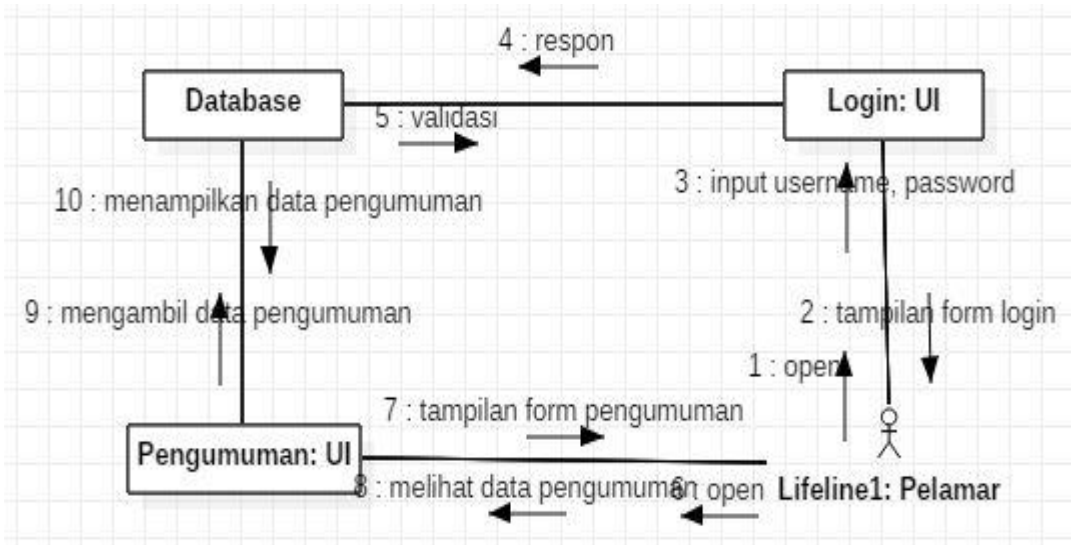 4 : respon
Database
Login: UI
5 : validasi
3 : input username, password
10 : menampilkan data pengumuman
9 : mengambil data pengumuman
2 : tampilan form login
1 : open
7 : tampilan form pengumuman
Pengumuman: UI
8 : melihat data pengumuman
6 : open
Lifeline1: Pelamar